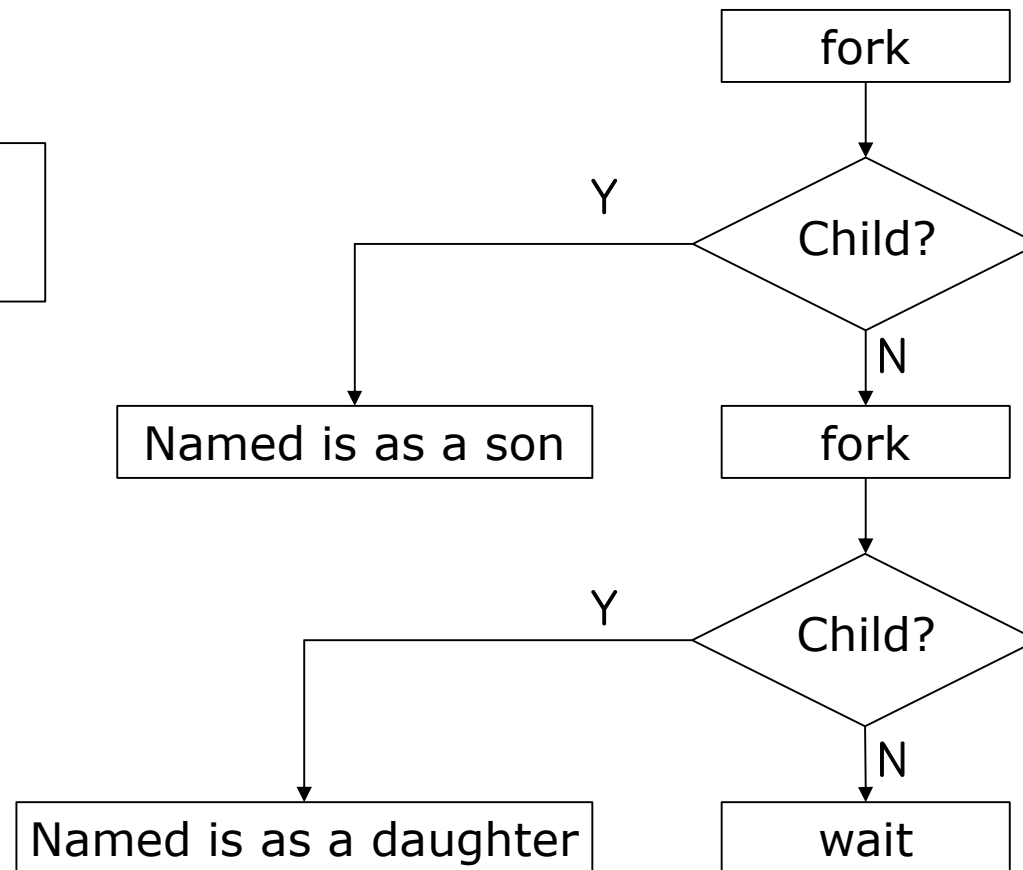 fork
Y
Child?
N
Named is as a son
fork
Y
Child?
N
Named is as a daughter
wait